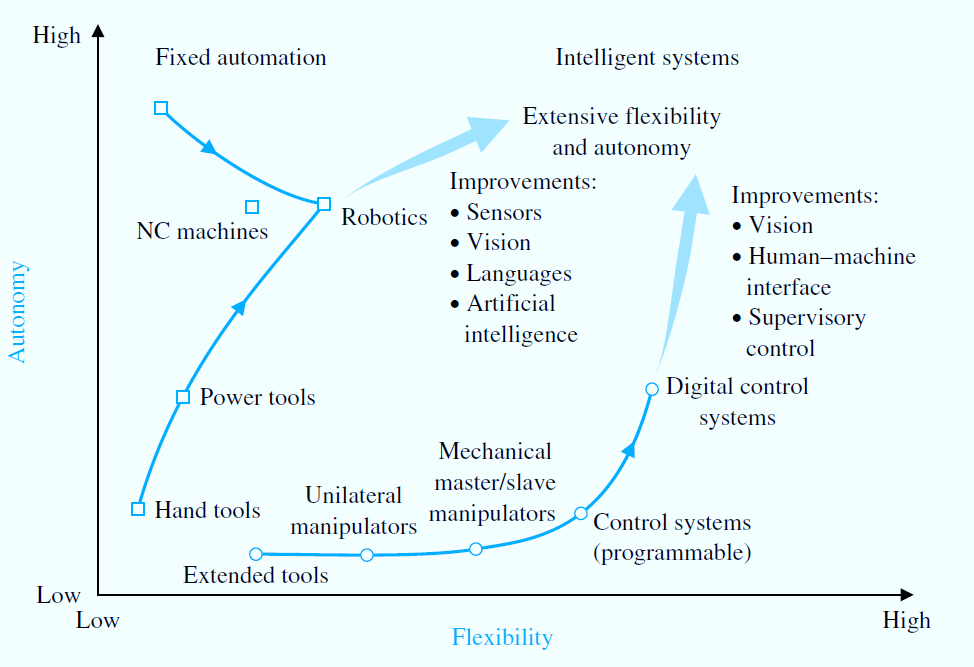 High
Fixed automation
Intelligent systems
Extensive flexibility
and autonomy
Improvements:
• Sensors
• Vision
• Languages
• Artificial
intelligence
Improvements:
• Vision
• Human–machine
interface
• Supervisory
control
NC machines
Robotics
Autonomy
Power tools
Digital control
systems
Hand tools
Unilateral
manipulators
Mechanical
master/slave
manipulators
Control systems
(programmable)
Extended tools
Low
Low
High
Flexibility